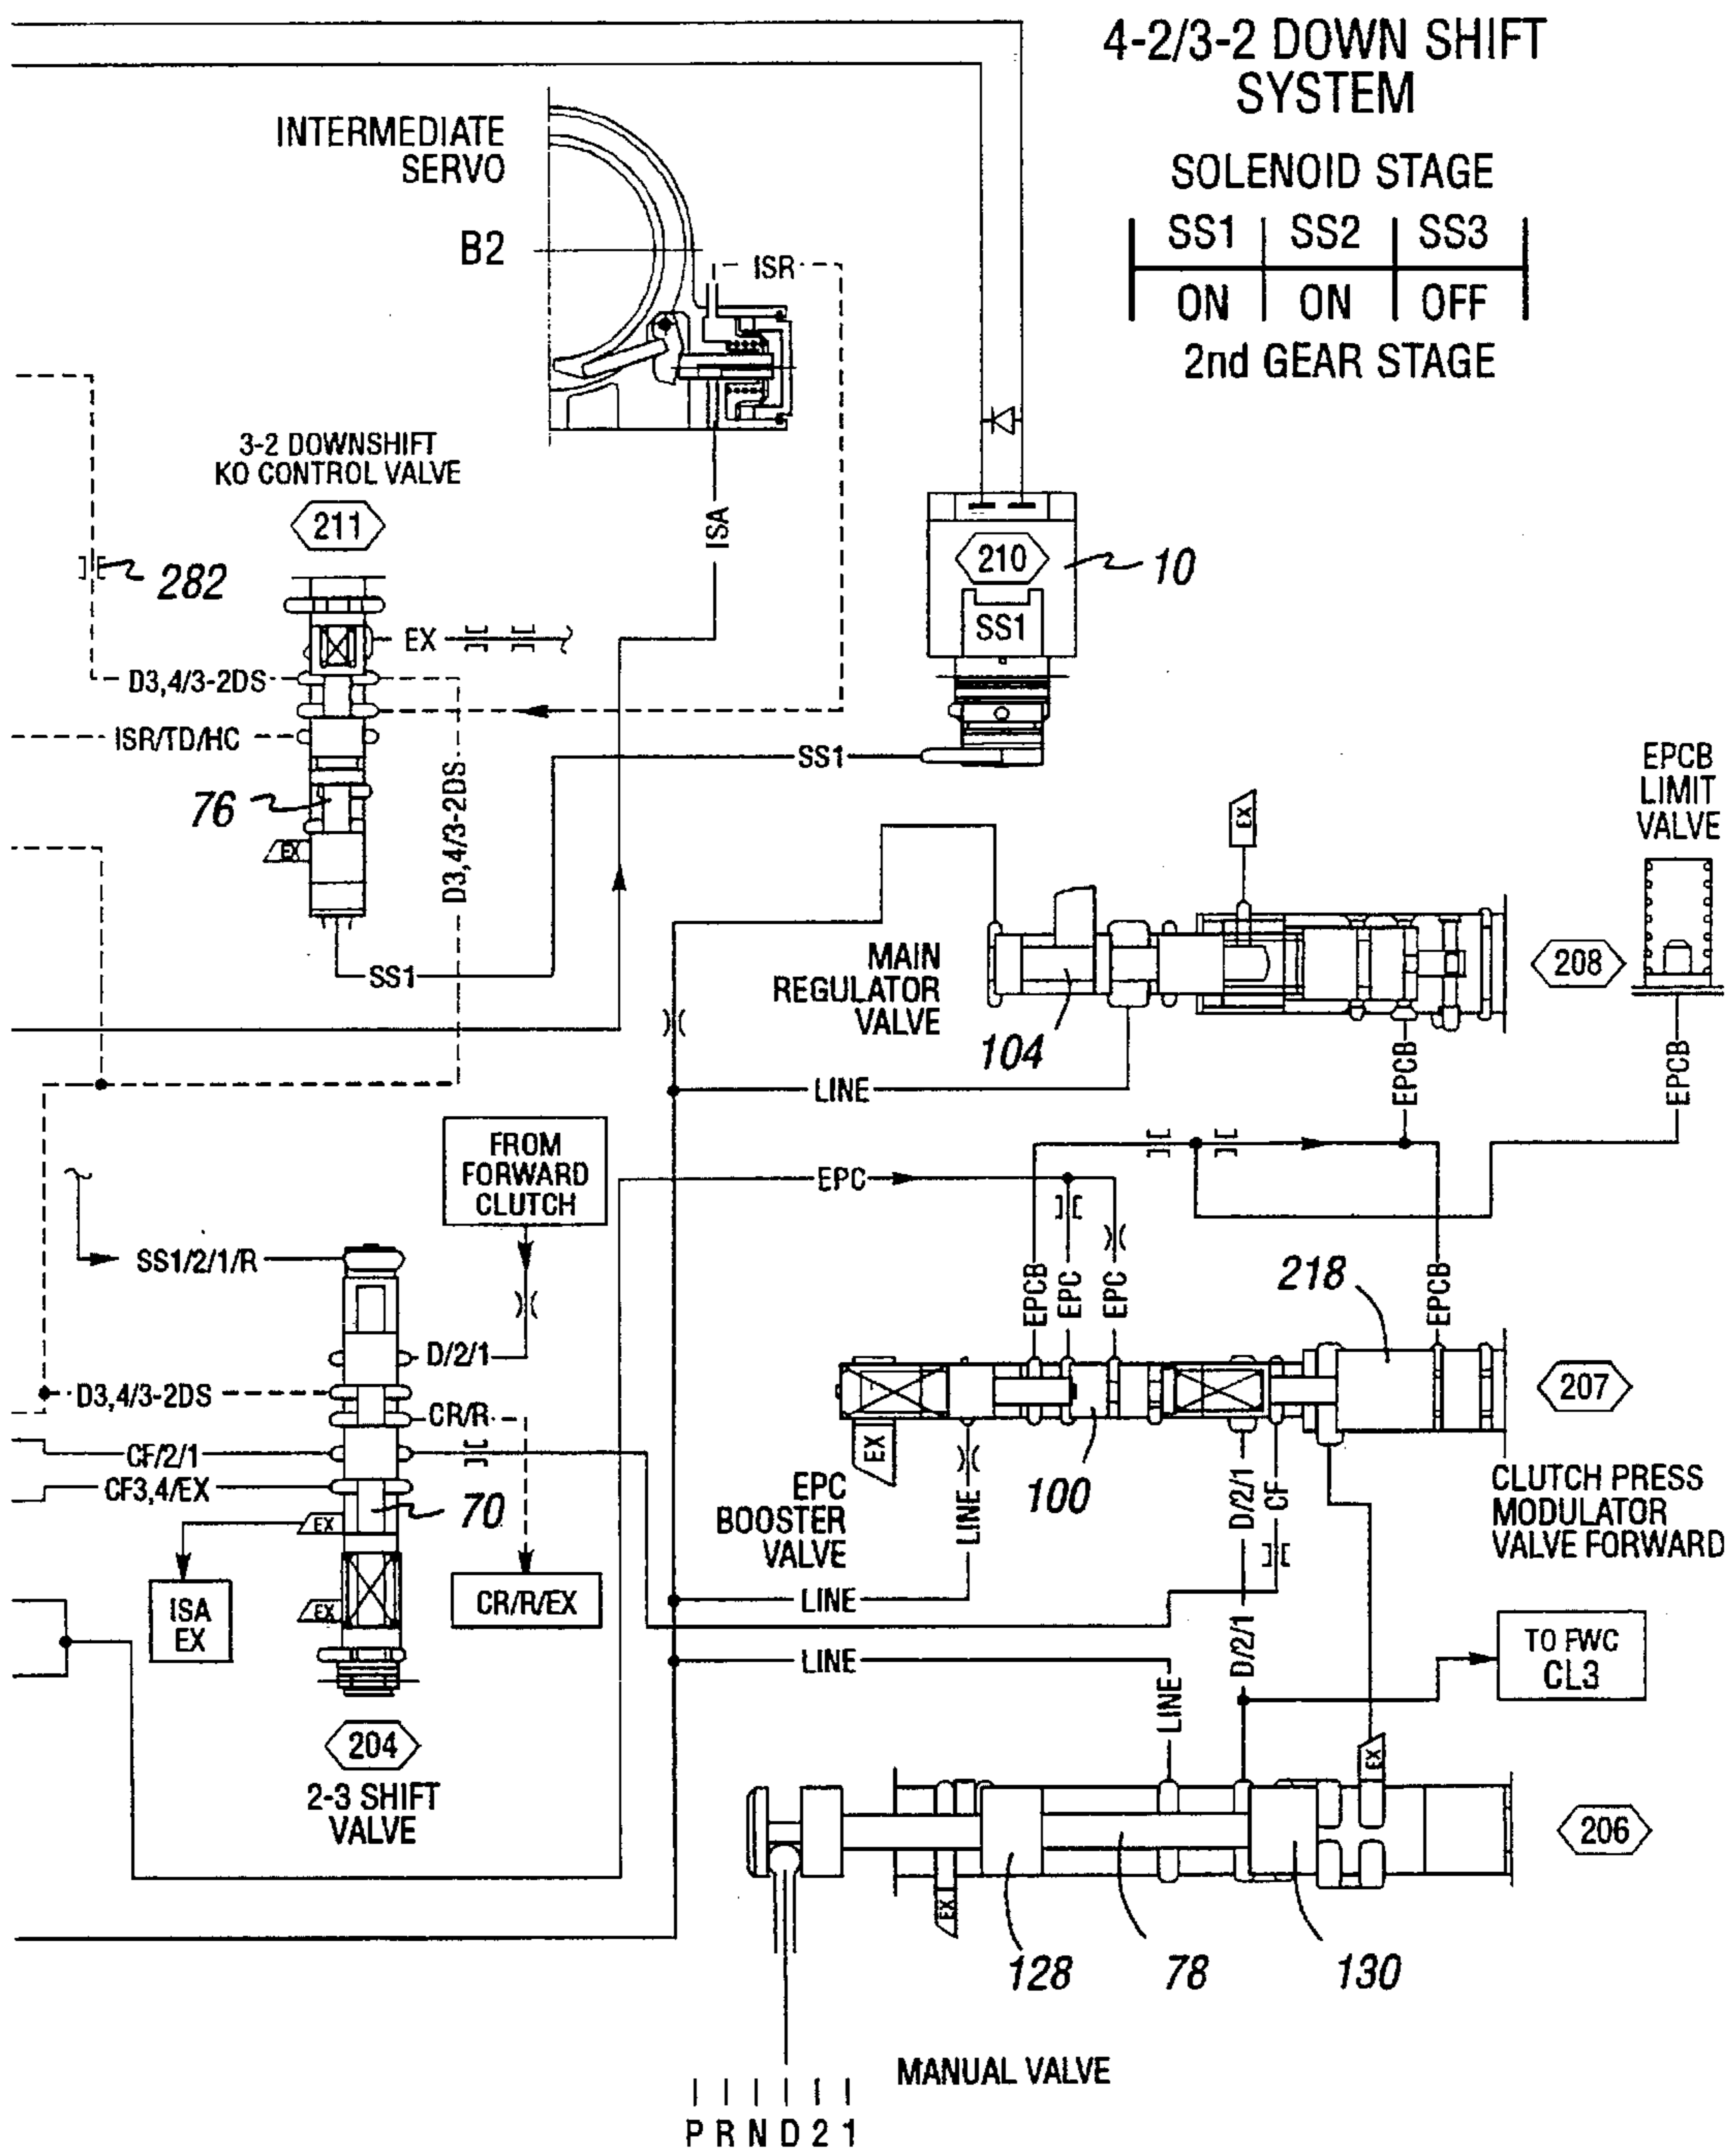 4-2/3-2 DOWN SHIFT
SYSTEM
SOLENOID STAGE
SS1 SS2 SS3
ON ON OFF
2nd GEAR STAGE
INTERMEDIATE
SERVO
B2
ISR
3-2 DOWNSHIFT
KO CONTROL VALVE
211
282
ISA
210
10
SS1
EX
D3,4/3-2DS
ISR/TD/HC
D3,4/3-2DS
SS1
76
EX
SS1
EX
EPCB
LIMIT
VALVE
MAIN
REGULATOR
VALVE
104
208
LINE
EPCB
EPCB
FROM
FORWARD
CLUTCH
EPC
SS1/2/1/R
EPCB
EPC
EPC
218
EPCB
D/2/1
D3,4/3-2DS
CR/R
207
CF/2/1
CF3,4/EX
70
EX
EX
EX
EPC
BOOSTER
VALVE
LINE
100
D/2/1
CF
CLUTCH PRESS
MODULATOR
VALVE FORWARD
ISA
EX
CR/R/EX
LINE
LINE
D/2/1
LINE
TO FWC
CL3
204
2-3 SHIFT
VALVE
EX
206
EX
128
78
130
MANUAL VALVE
P R N D 2 1